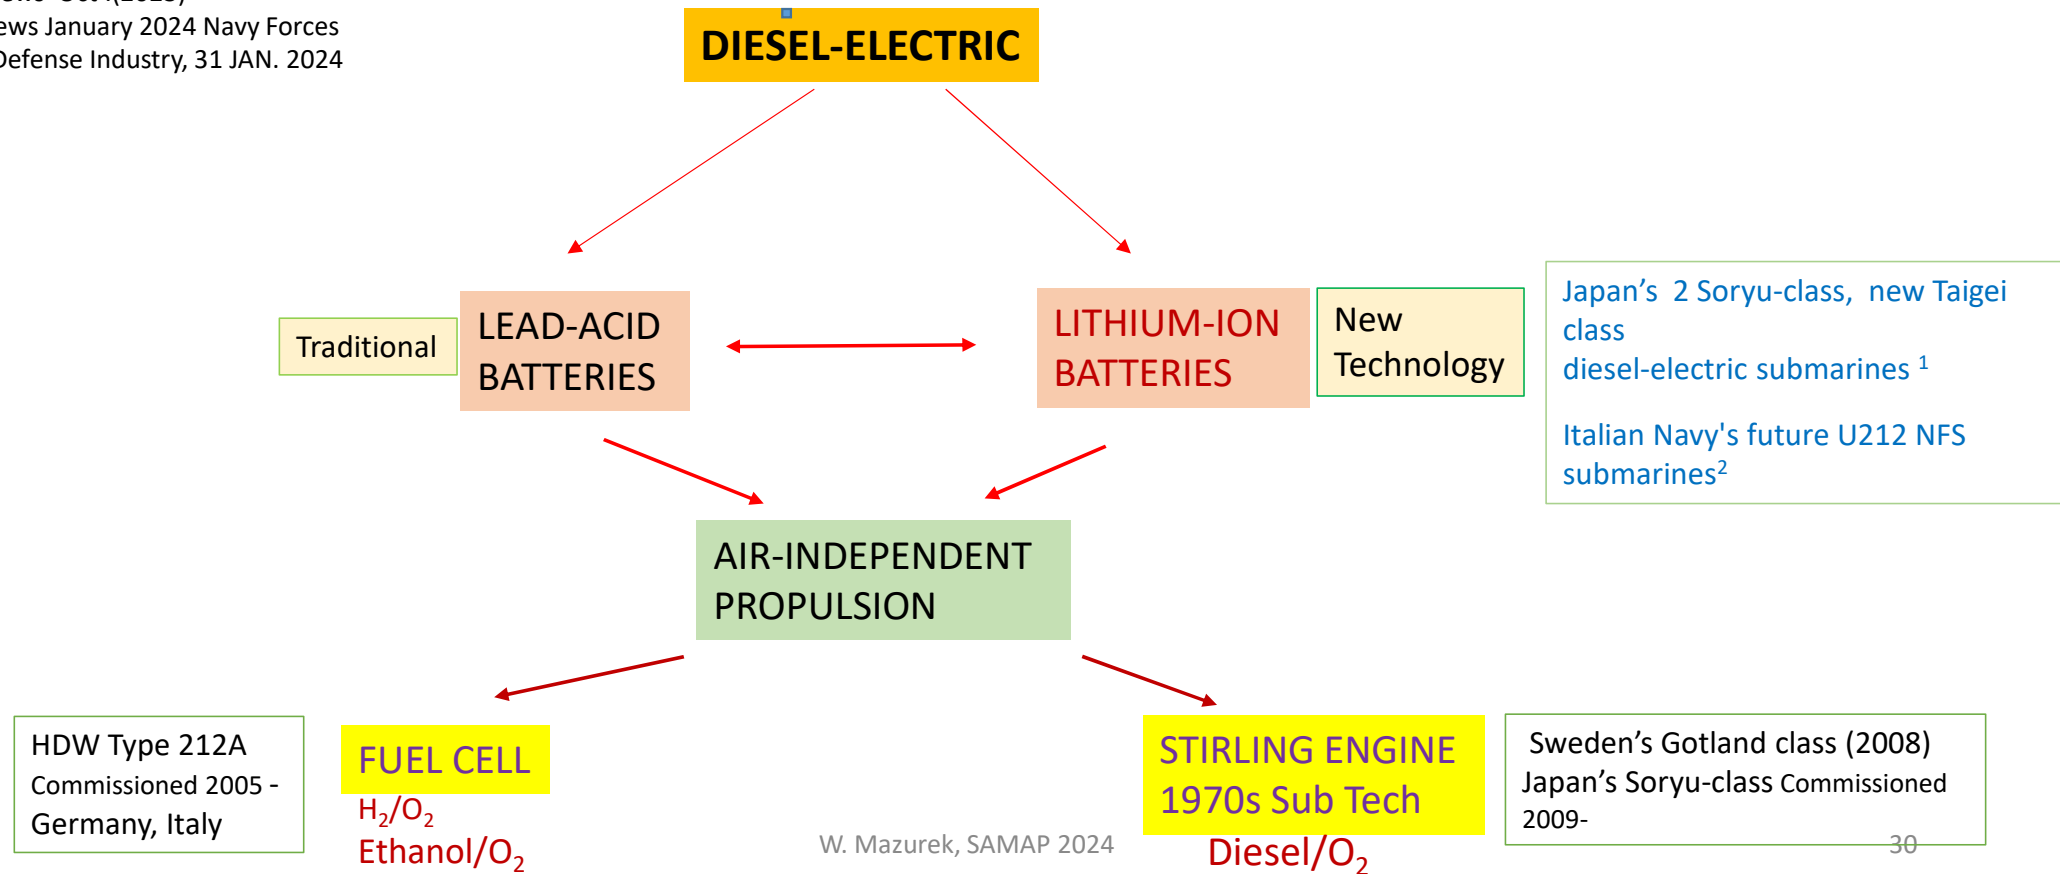 ews January 2024 Navy Forces
Defense Industry, 31 JAN. 2024
DIESEL-ELECTRIC
Traditional
LEAD-ACID
BATTERIES
LITHIUM-ION
BATTERIES
New
Technology
Japan's 2 Soryu-class, new Taigei
class
diesel-electric submarines ¹
Italian Navy's future U212 NFS
submarines²
AIR-INDEPENDENT
PROPULSION
HDW Type 212A
Commissioned 2005 -
Germany, Italy
FUEL CELL
H₂/O₂
Ethanol/O₂
STIRLING ENGINE
1970s Sub Tech
Diesel/O₂
Sweden's Gotland class (2008)
Japan's Soryu-class Commissioned
2009-
W. Mazurek, SAMAP 2024
30